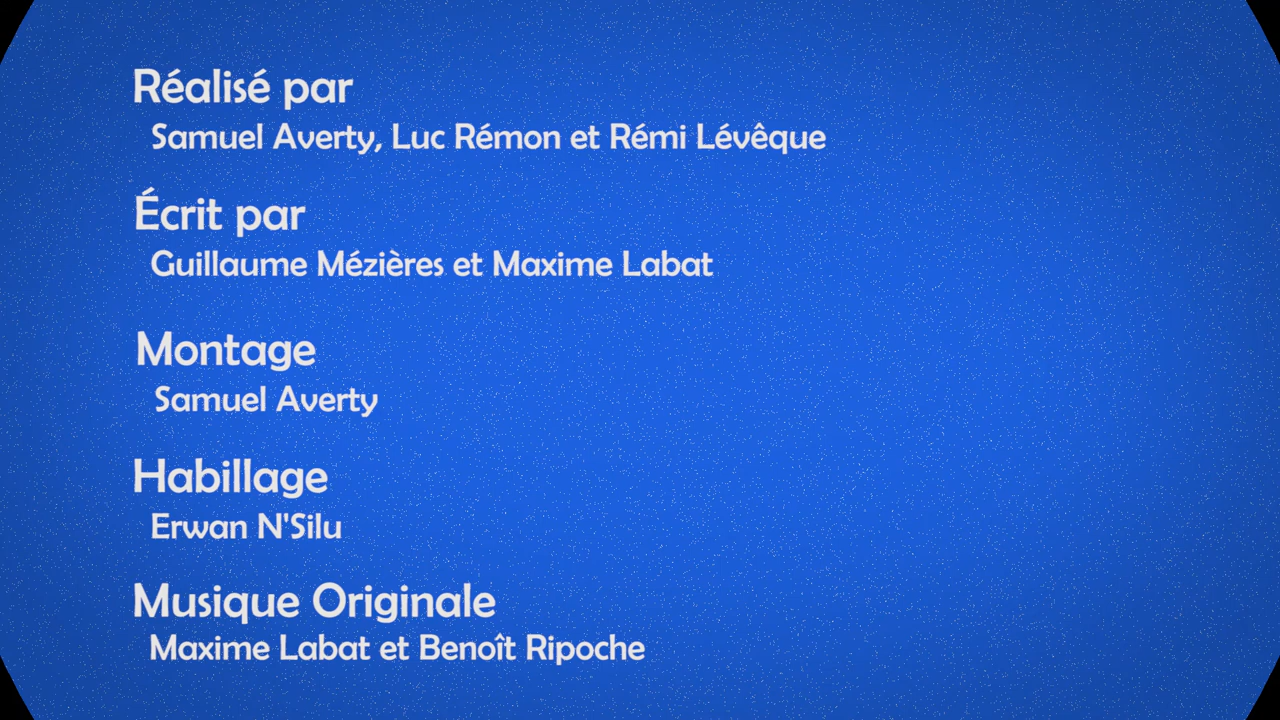 Réalisé par
Samuel Averty, Luc Rémon et Rémi Lévêque
Écrit par
Guillaume Mézières et Maxime Labat
Montage
Samuel Averty
Habillage
Erwan N'Silu
Musique Originale
Maxime Labat et Benoît Ripoche